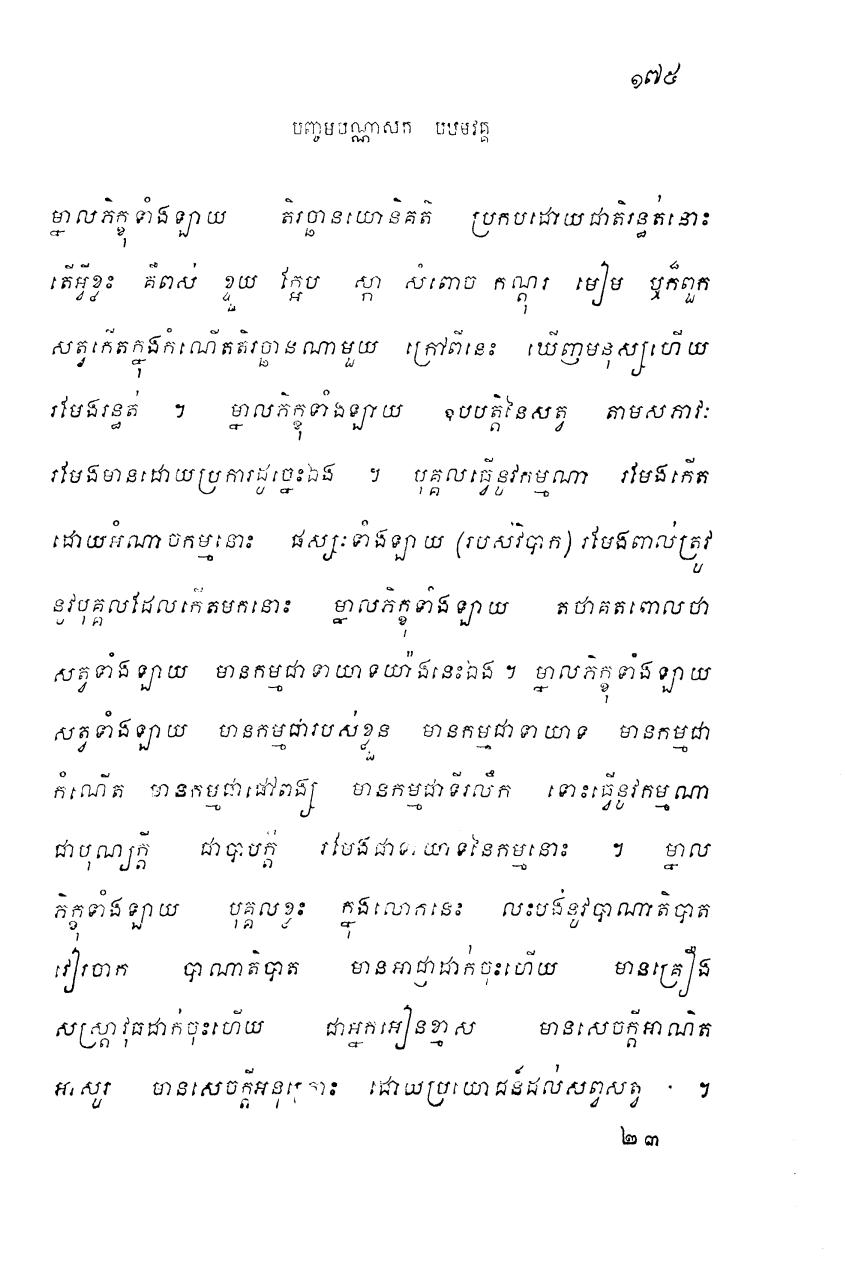 ១៧៥
បញ្ចមបណ្ណាសក បឋមវគ្គ
ម្នាលភិក្ខុទាំងឡាយ តិរច្ឆានយោនិគតិ ប្រកបដោយជាតិរន្ធត់នោះ
តើអ្វីខ្លះ គឺពស់ ខ្ទួយ ក្អែប ស្កា សំពោច កណ្តុរ មៀម ឬក៏ពួក
សត្វកើតក្នុងកំណើតតិរច្ឆានណាមួយ ក្រៅពីនេះ ឃើញមនុស្សហើយ
រមែងរន្ធត់ ។ ម្នាលភិក្ខុទាំងឡាយ ឧបបត្តិនៃសត្វ តាមសភាវៈ
រមែងមានដោយប្រការដូច្នេះឯង ។ បុគ្គលធ្វើនូវកម្មណា រមែងកើត
ដោយអំណាចកម្មនោះ ផស្សៈទាំងឡាយ (របស់វិបាក) រមែងពាល់ត្រូវ
នូវបុគ្គលដែលកើតមកនោះ ម្នាលភិក្ខុទាំងឡាយ តថាគតពោលថា
សត្វទាំងឡាយ មានកម្មជាទាយាទយ៉ាងនេះឯង ។ ម្នាលភិក្ខុទាំងឡាយ
សត្វទាំងឡាយ មានកម្មជារបស់ខ្លួន មានកម្មជាទាយាទ មានកម្មជា
កំណើត មានកម្មជាផៅពង្ស មានកម្មជាទីរលឹក ទោះធ្វើនូវកម្មណា
ជាបុណ្យក្តី ជាបាបក្តី រមែងជាទាយាទនៃកម្មនោះ ។ ម្នាល
ភិក្ខុទាំងឡាយ បុគ្គលខ្លះ ក្នុងលោកនេះ លះបង់នូវបាណាតិបាត
វៀរចាក បាណាតិបាត មានអាជ្ញាដាក់ចុះហើយ មានគ្រឿង
សស្ត្រាវុធដាក់ចុះហើយ ជាអ្នកអៀនខ្មាស មានសេចក្តីអាណិត
អាសូរ មានសេចក្តីអនុគ្រោះ ដោយប្រយោជន៍ដល់សព្វសត្វ ។
២៣